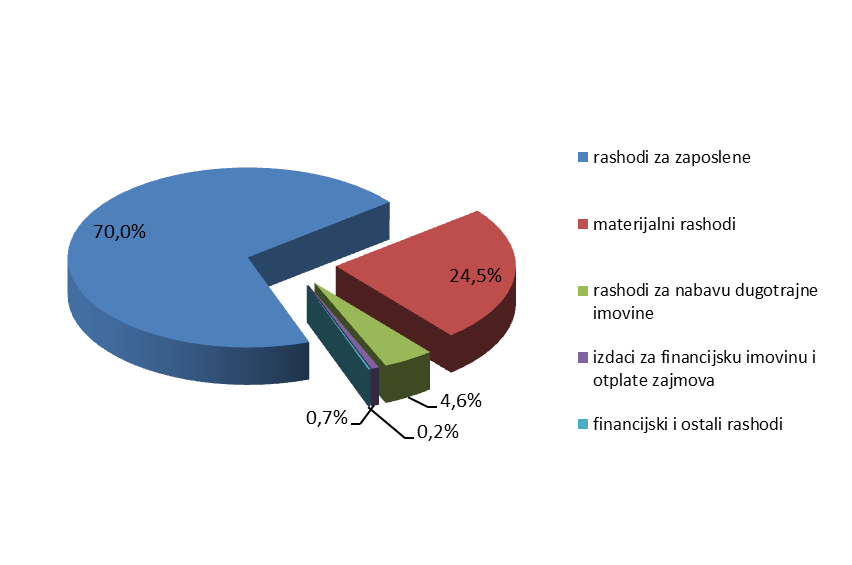 70,0%
24,5%
4,6%
0,7%
0,2%
rashodi za zaposlene
materijalni rashodi
rashodi za nabavu dugotrajne
imovine
izdaci za financijsku imovinu i
otplate zajmova
financijski i ostali rashodi